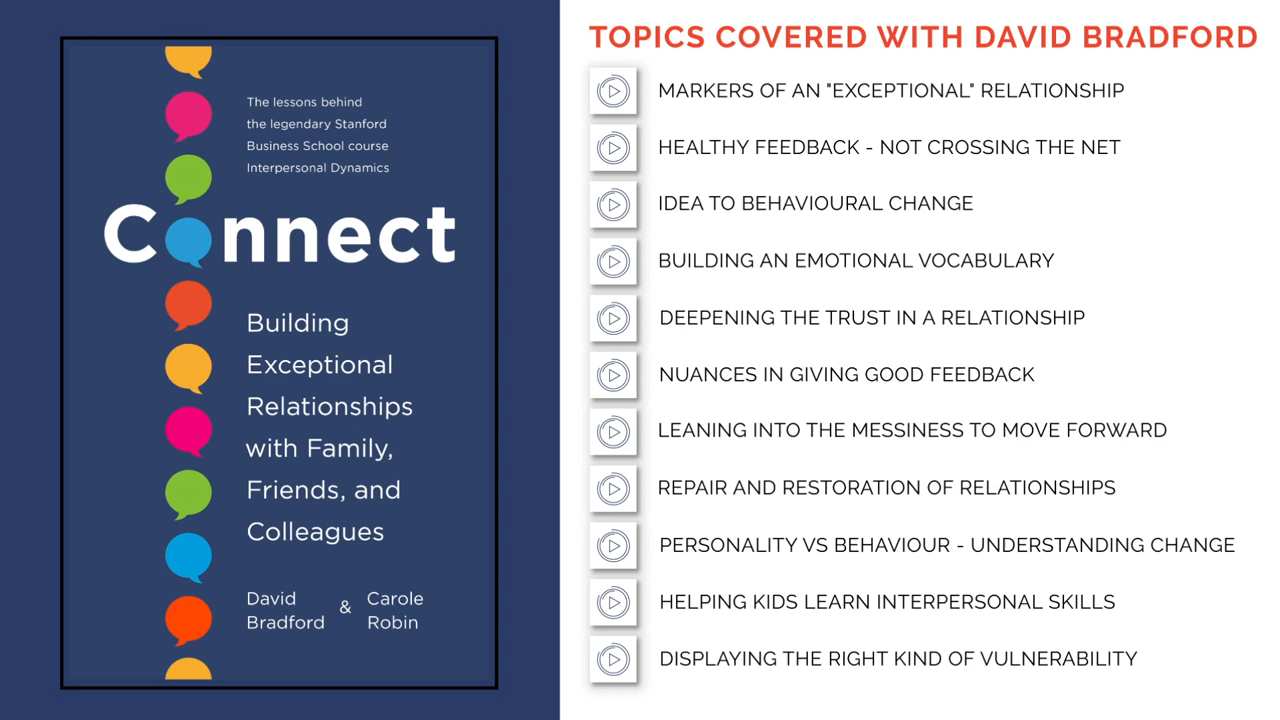 The lessons behind
the legendary Stanford
Business School course
Interpersonal Dynamics
Connect
Building
Exceptional
Relationships
with Family,
Friends, and
Colleagues
David
Bradford
&
Carole
Robin
TOPICS COVERED WITH DAVID BRADFORD
MARKERS OF AN "EXCEPTIONAL" RELATIONSHIP
HEALTHY FEEDBACK - NOT CROSSING THE NET
IDEA TO BEHAVIOURAL CHANGE
BUILDING AN EMOTIONAL VOCABULARY
DEEPENING THE TRUST IN A RELATIONSHIP
NUANCES IN GIVING GOOD FEEDBACK
LEANING INTO THE MESSINESS TO MOVE FORWARD
REPAIR AND RESTORATION OF RELATIONSHIPS
PERSONALITY VS BEHAVIOUR - UNDERSTANDING CHANGE
HELPING KIDS LEARN INTERPERSONAL SKILLS
DISPLAYING THE RIGHT KIND OF VULNERABILITY